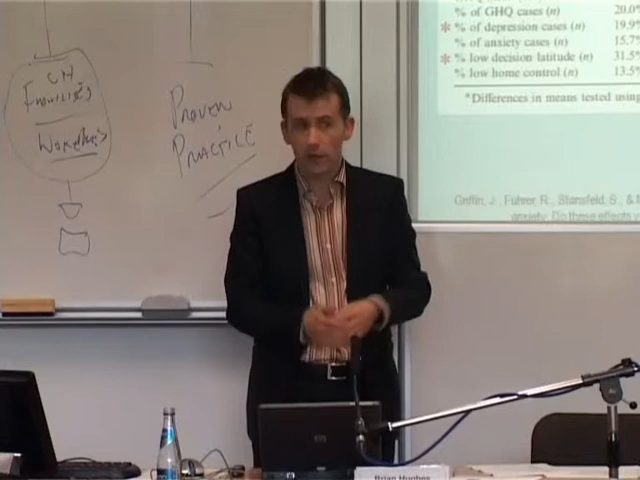 % of GHQ cases (n) 20.0%
* % of depression cases (n) 19.9%
% of anxiety cases (n) 15.7%
* % low decision latitude (n) 31.5%
% low home control (n) 13.5%
*Differences in means tested using
Griffin, J., Fuhrer, R., Stansfeld, S., &
anxiety: Do these effects v
CN
Families
Workers
Proven
Practice
Brian Hughes